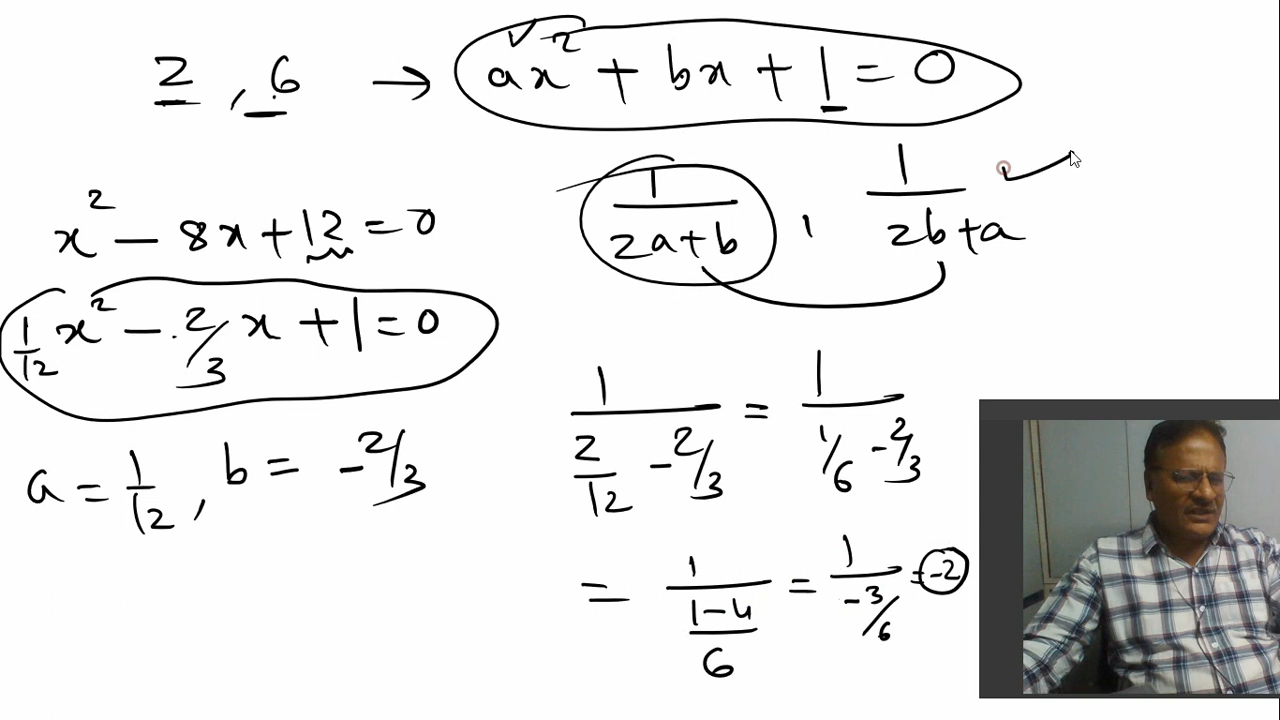 2 , 6 → ax² + bx + 1 = 0
1/(2a+b) , 1/(2b+a)
x² - 8x + 12 = 0
1/12 x² - 2/3 x + 1 = 0
a = 1/12 , b = -2/3
1/(2/12 - 2/3) = 1/(1/6 - 2/3)
= 1/((1-4)/6) = 1/(-3/6) = -2